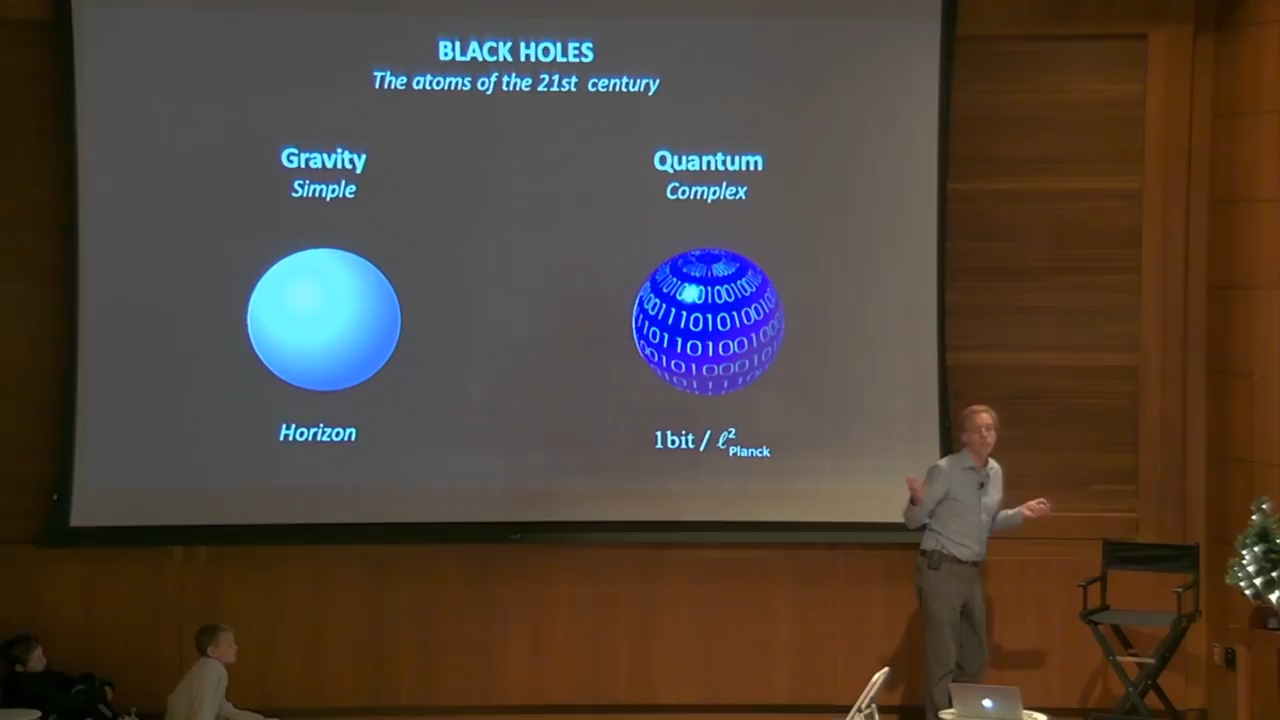 BLACK HOLES
The atoms of the 21st century
Gravity
Simple
Quantum
Complex
Horizon
1bit / ℓ²Planck